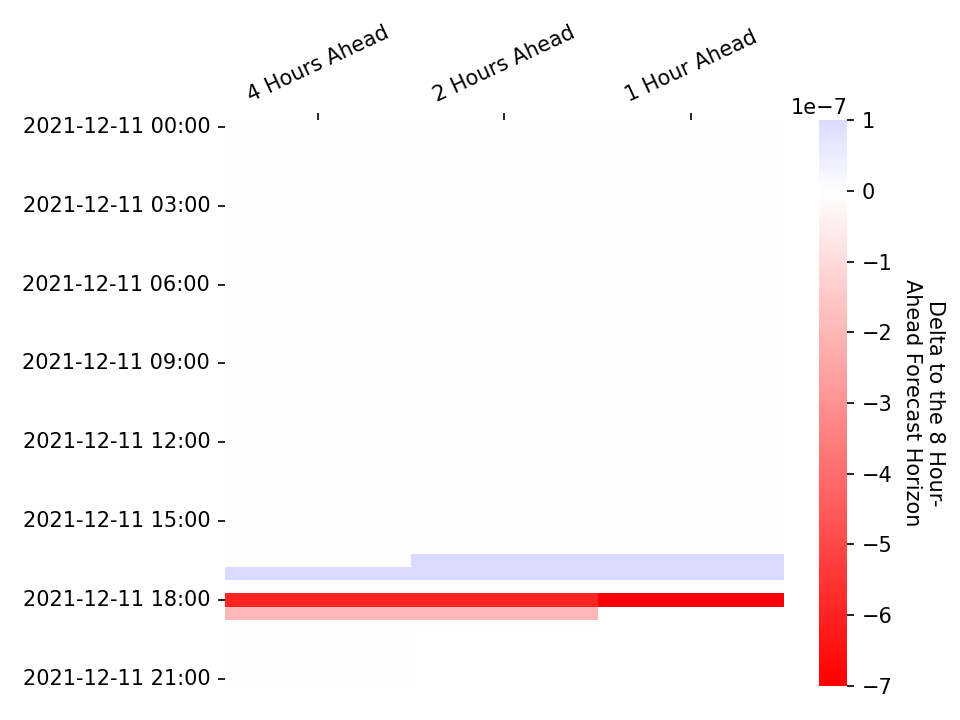 4 Hours Ahead
2 Hours Ahead
1 Hour Ahead
1e−7
2021-12-11 00:00
2021-12-11 03:00
2021-12-11 06:00
2021-12-11 09:00
2021-12-11 12:00
2021-12-11 15:00
2021-12-11 18:00
2021-12-11 21:00
1
0
−1
−2
−3
−4
−5
−6
−7
Delta to the 8 Hour-
Ahead Forecast Horizon